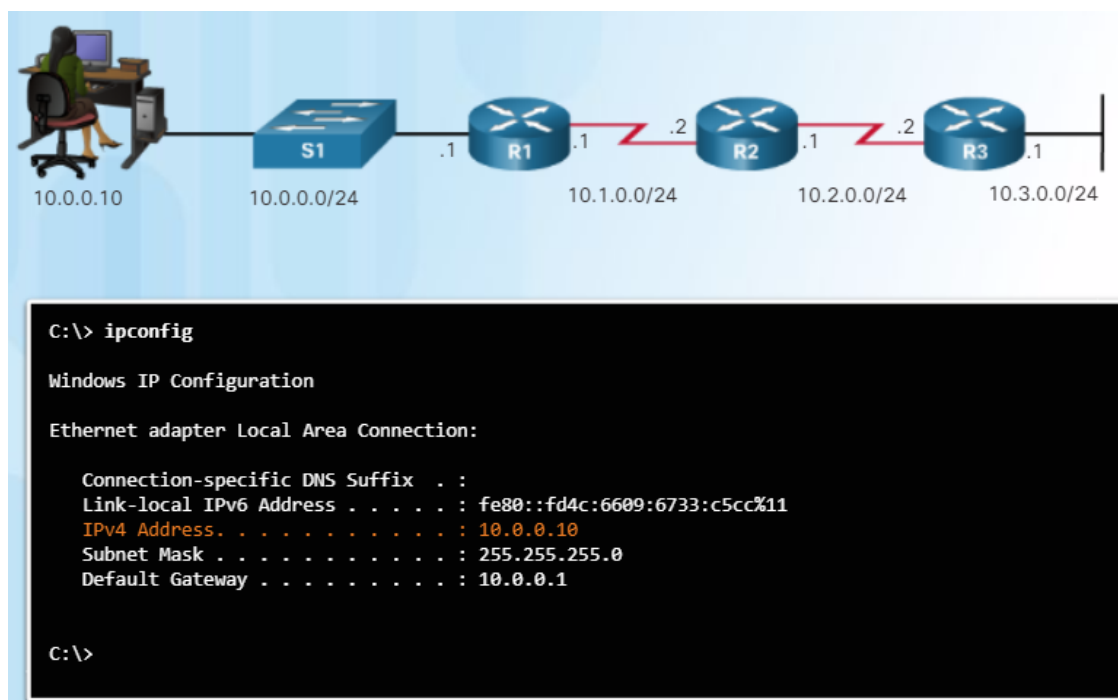 S1
.1
R1
.1
.2
R2
.1
.2
R3
.1
10.0.0.10
10.0.0.0/24
10.1.0.0/24
10.2.0.0/24
10.3.0.0/24
C:\> ipconfig
Windows IP Configuration
Ethernet adapter Local Area Connection:
Connection-specific DNS Suffix . :
Link-local IPv6 Address . . . . . : fe80::fd4c:6609:6733:c5cc%11
IPv4 Address. . . . . . . . . . . : 10.0.0.10
Subnet Mask . . . . . . . . . . . : 255.255.255.0
Default Gateway . . . . . . . . . : 10.0.0.1
C:\>